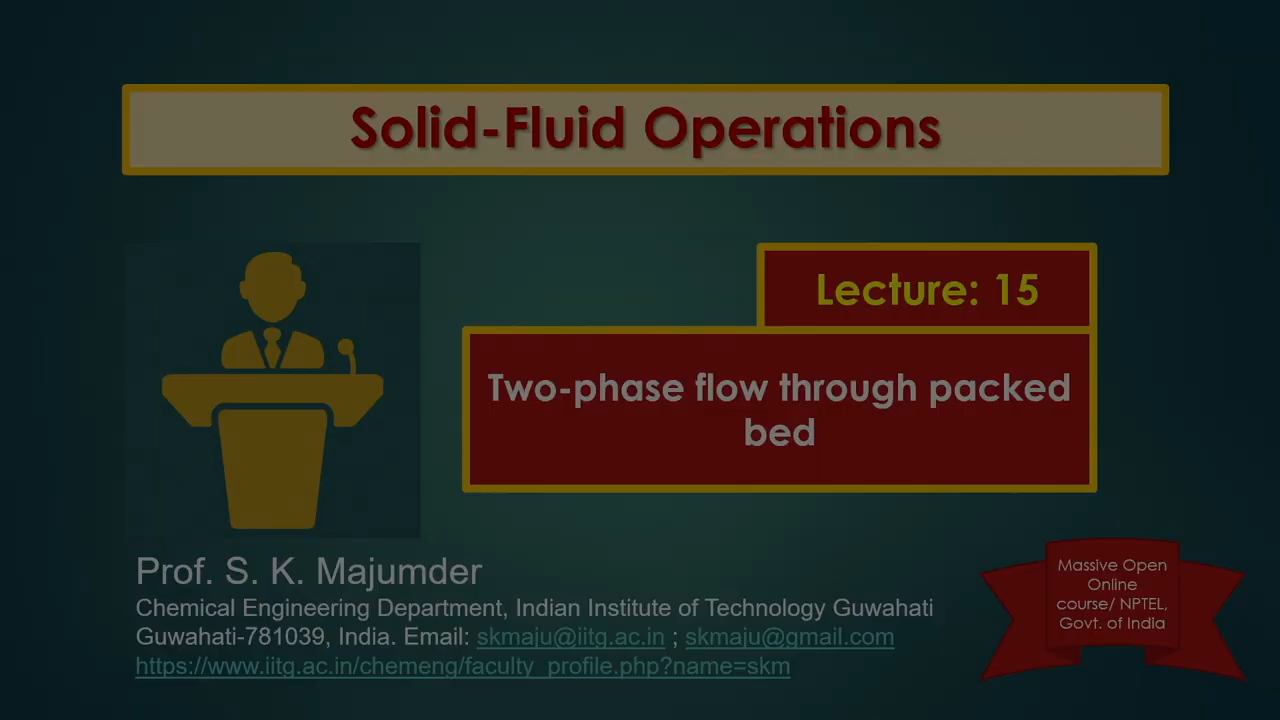 Solid-Fluid Operations
Lecture: 15
Two-phase flow through packed
bed
Prof. S. K. Majumder
Chemical Engineering Department, Indian Institute of Technology Guwahati
Guwahati-781039, India. Email: skmaju@iitg.ac.in ; skmaju@gmail.com
https://www.iitg.ac.in/chemeng/faculty_profile.php?name=skm
Massive Open
Online
course/ NPTEL,
Govt. of India